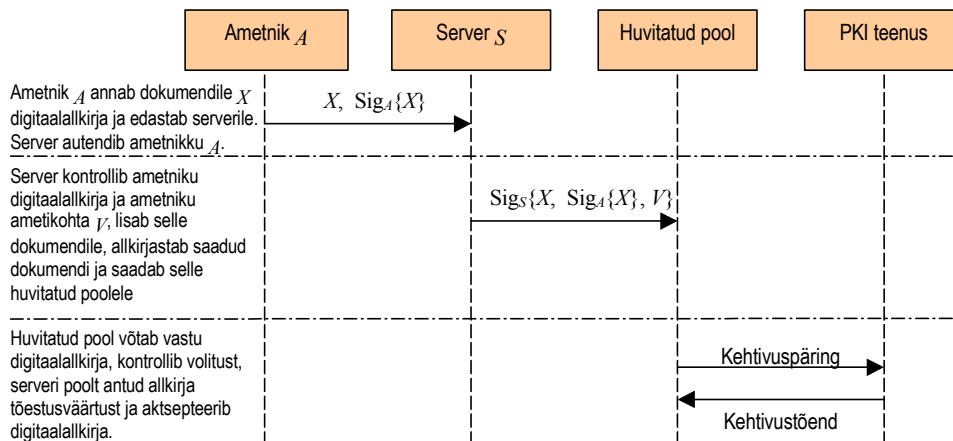 Ametnik A
Server S
Huvitatud pool
PKI teenus
Ametnik A annab dokumendile X
digitaalallkirja ja edastab serverile.
Server autendib ametnikku A.
X, SigA{X}
Server kontrollib ametniku
digitaalallkirja ja ametniku
ametikohta V, lisab selle
dokumendile, allkirjastab saadud
dokumendi ja saadab selle
huvitatud poolele
SigS{X, SigA{X}, V}
Huvitatud pool võtab vastu
digitaalallkirja, kontrollib volitust,
serveri poolt antud allkirja
tõestusväärtust ja aktsepteerib
digitaalallkirja.
Kehtivuspäring
Kehtivustõend